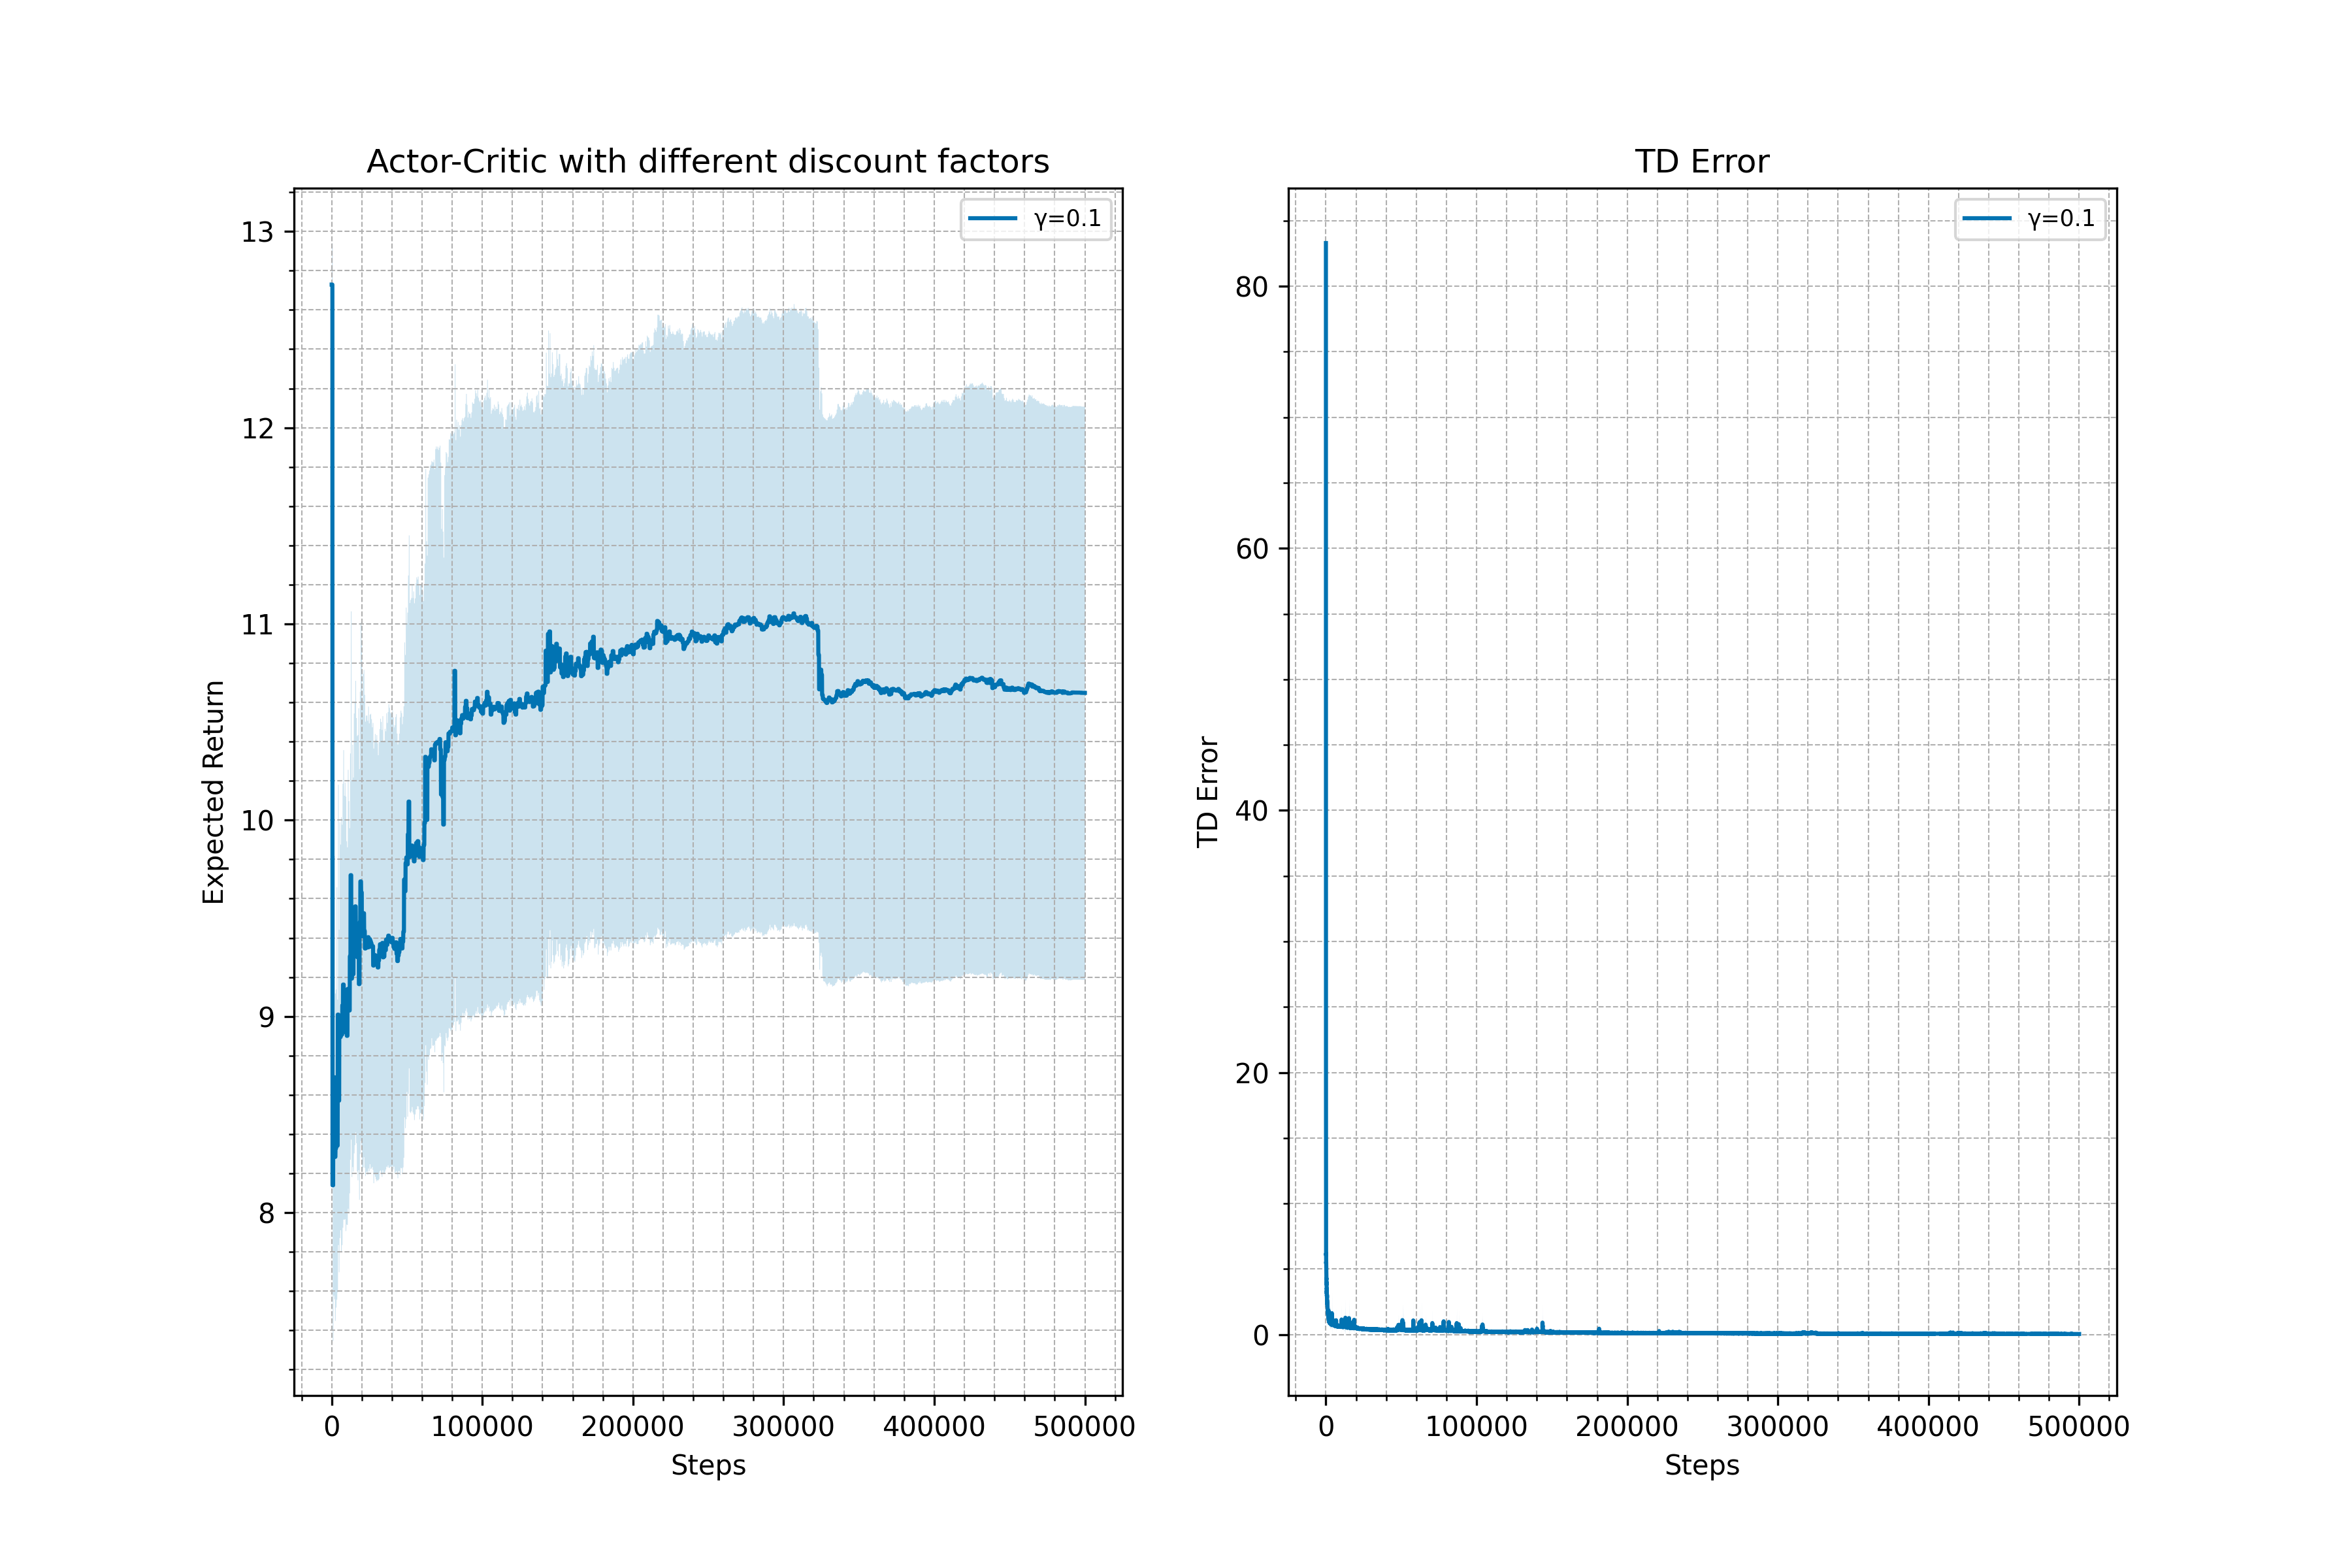 Actor-Critic with different discount factors
γ=0.1
13
12
11
10
9
8
Expected Return
0 100000 200000 300000 400000 500000
Steps
TD Error
γ=0.1
80
60
40
20
0
TD Error
0 100000 200000 300000 400000 500000
Steps